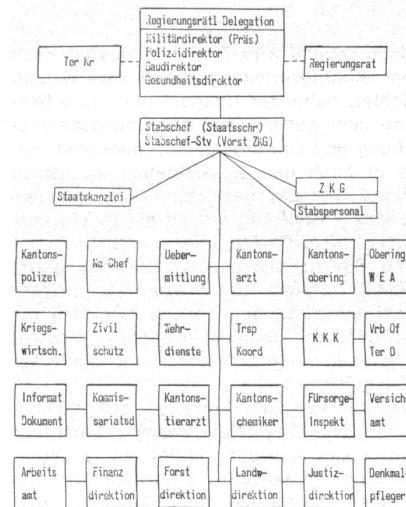 Regierungsrätl Delegation
Militärdirektor (Präs)
Polizeidirektor
Baudirektor
Gesundheitsdirektor
Ter Kr
Regierungsrat
Stabschef (Staatsschr)
Stabschef-Stv (Vorst ZKG)
Staatskanzlei
Z K G
Stabspersonal
Kantons-
polizei
Na Chef
Ueber-
mittlung
Kantons-
arzt
Kantons-
obering
Obering
W E A
Kriegs-
wirtsch.
Zivil
schutz
Wehr-
dienste
Trsp
Koord
K K K
Vrb Of
Ter D
Informat
Dokument
Kommis-
sariatsd
Kantons-
tierarzt
Kantons-
chemiker
Fürsorge-
Inspekt
Versich
amt
Arbeits
amt
Finanz
direktion
Forst
direktion
Landw-
direktion
Justiz-
direktion
Denkmal-
pfleger